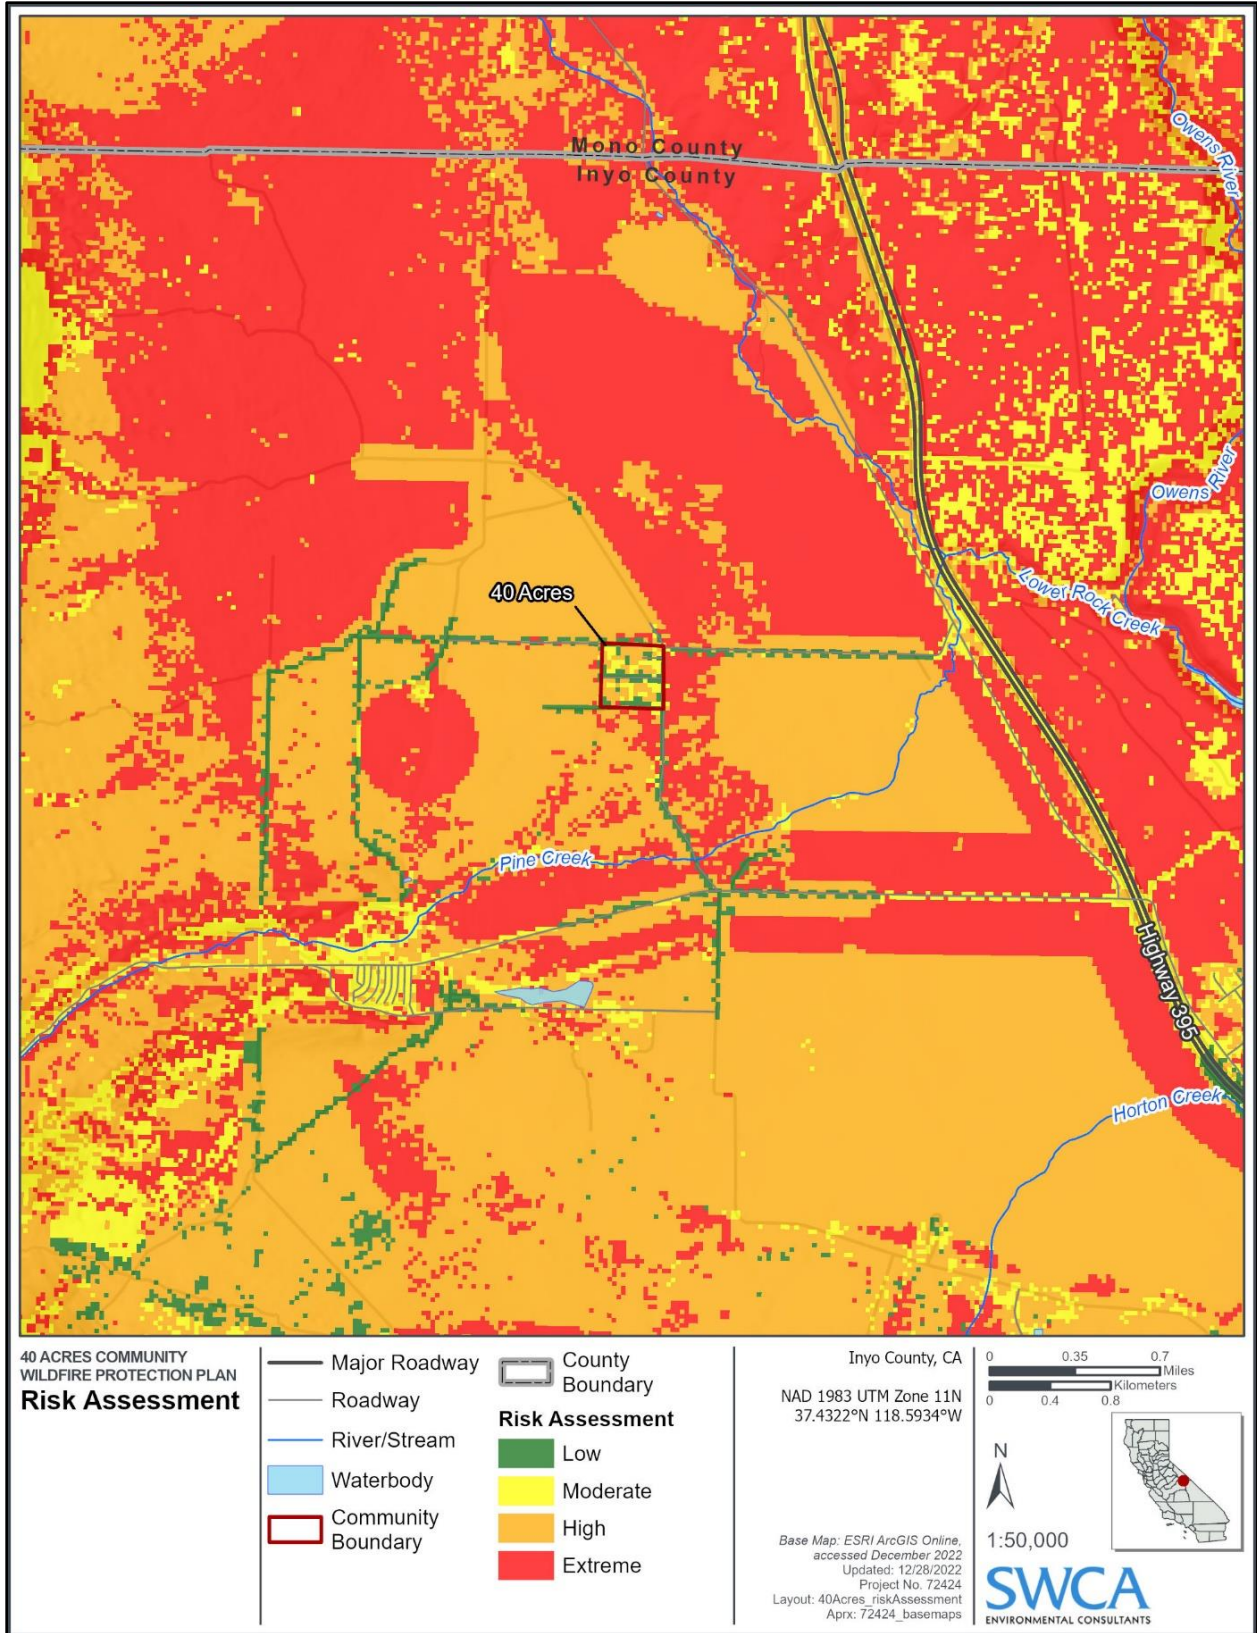 Owens River
Mono County
Inyo County
Owens River
40 Acres
Lower Rock Creek
Pine Creek
Highway 395
Horton Creek
40 ACRES COMMUNITY
WILDFIRE PROTECTION PLAN
Risk Assessment
Major Roadway
Roadway
River/Stream
Waterbody
Community
Boundary
County
Boundary
Risk Assessment
Low
Moderate
High
Extreme
Inyo County, CA
NAD 1983 UTM Zone 11N
37.4322°N 118.5934°W
Base Map: ESRI ArcGIS Online,
accessed December 2022
Updated: 12/28/2022
Project No. 72424
Layout: 40Acres_riskAssessment
Aprx: 72424_basemaps
0 0.35 0.7
Miles
Kilometers
0 0.4 0.8
N
1:50,000
SWCA
ENVIRONMENTAL CONSULTANTS